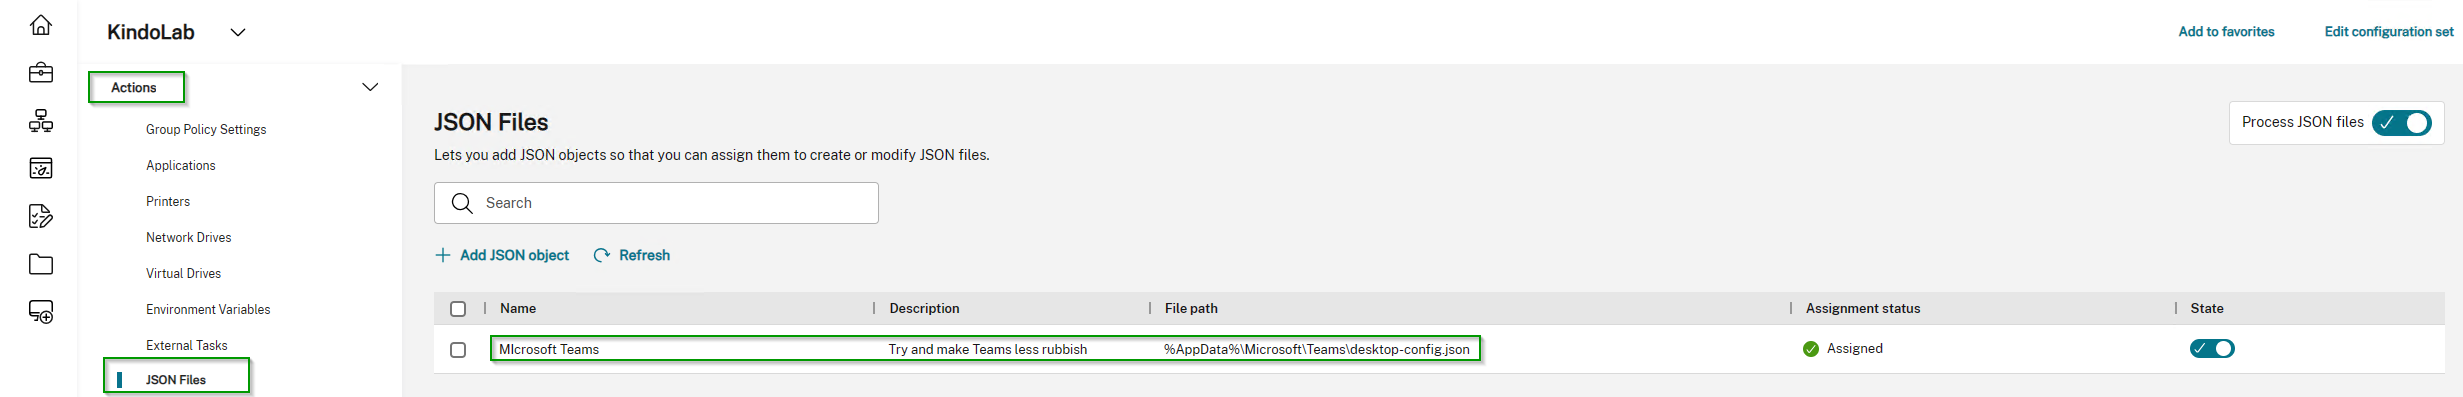 KindoLab
Add to favorites
Edit configuration set
Actions
Group Policy Settings
Applications
Printers
Network Drives
Virtual Drives
Environment Variables
External Tasks
JSON Files
JSON Files
Process JSON files
Lets you add JSON objects so that you can assign them to create or modify JSON files.
Search
Add JSON object
Refresh
Name Description File path Assignment status State
MIcrosoft Teams Try and make Teams less rubbish %AppData%\Microsoft\Teams\desktop-config.json Assigned